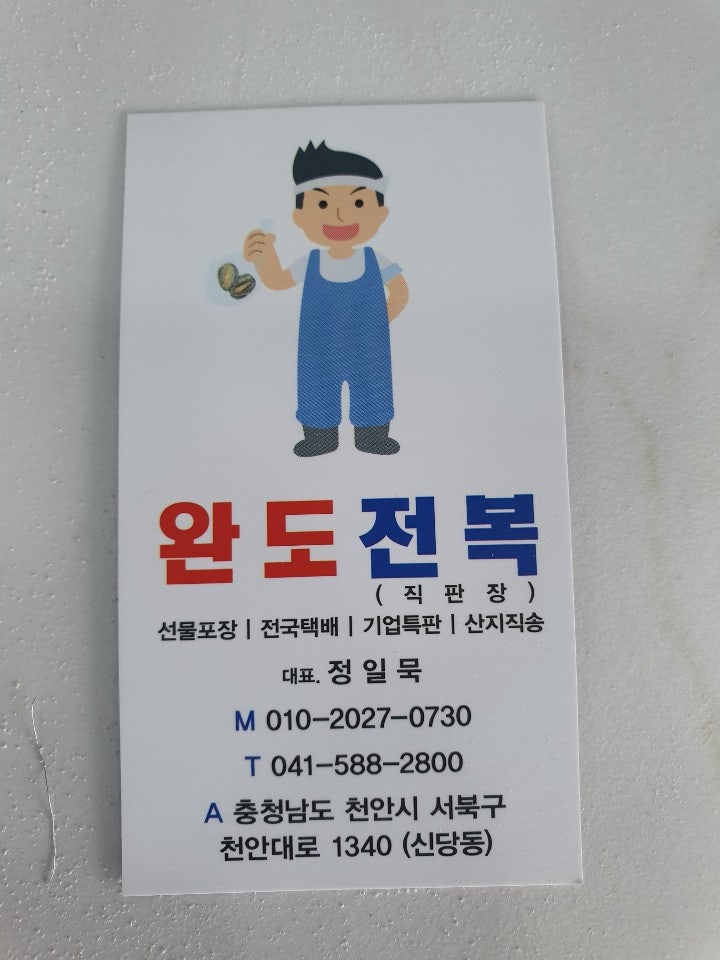 완도전복
( 직 판 장 )
선물포장 | 전국택배 | 기업특판 | 산지직송
대표. 정 일 묵
M 010-2027-0730
T 041-588-2800
A 충청남도 천안시 서북구
천안대로 1340 (신당동)